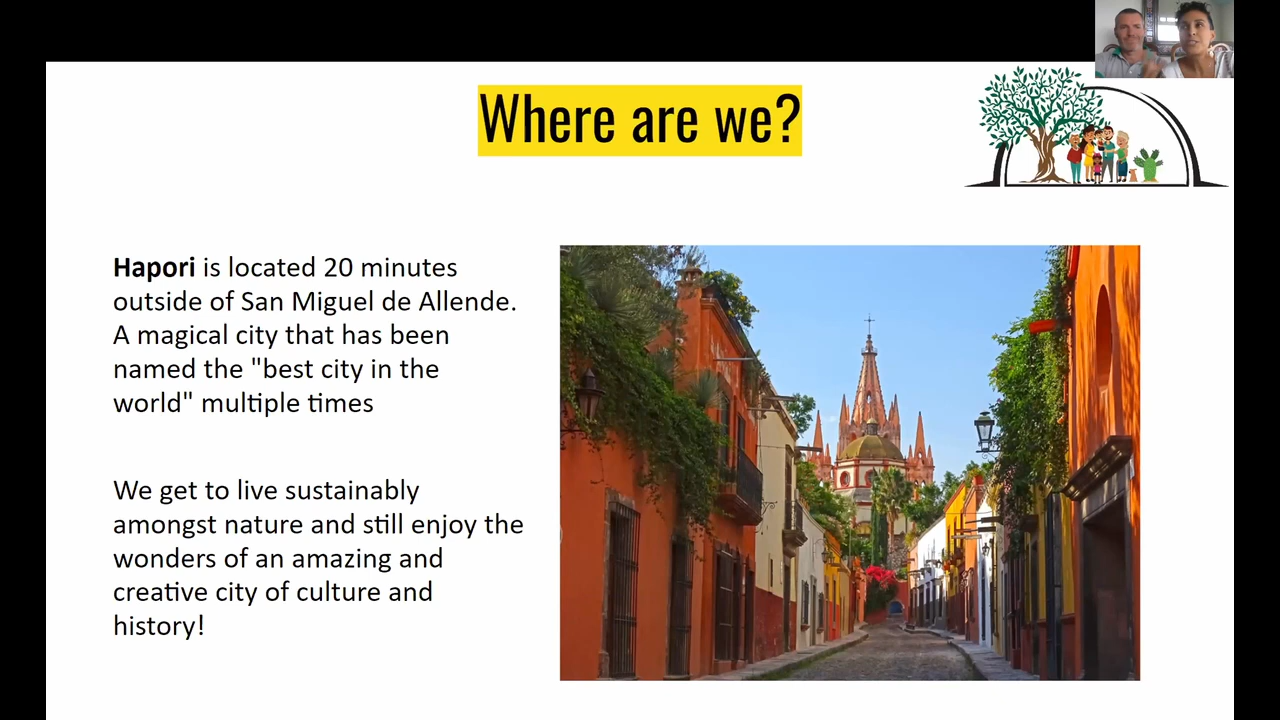 Where are we?
Hapori is located 20 minutes
outside of San Miguel de Allende.
A magical city that has been
named the "best city in the
world" multiple times
We get to live sustainably
amongst nature and still enjoy the
wonders of an amazing and
creative city of culture and
history!